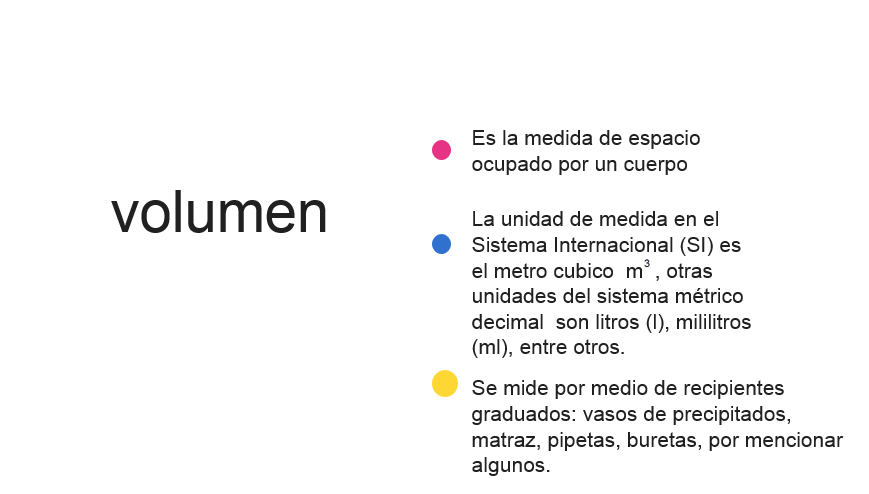 volumen
Es la medida de espacio
ocupado por un cuerpo
La unidad de medida en el
Sistema Internacional (SI) es
el metro cubico  m³ , otras
unidades del sistema métrico
decimal  son litros (l), mililitros
(ml), entre otros.
Se mide por medio de recipientes
graduados: vasos de precipitados,
matraz, pipetas, buretas, por mencionar
algunos.